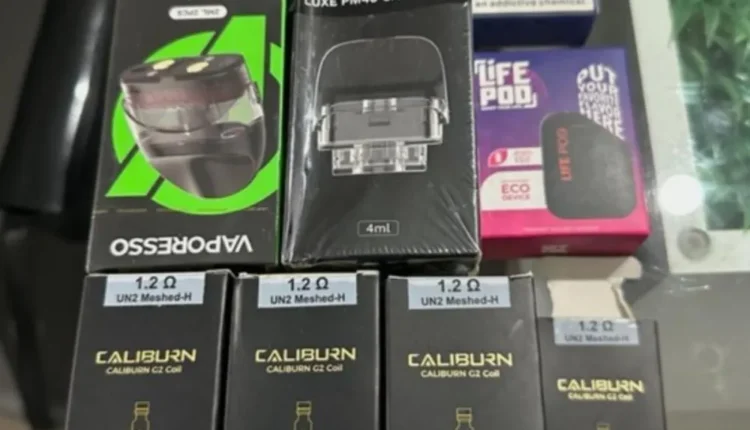 2ML 2PCS
VAPORESSO
LUXE PM40
4ml
an addictive chemical.
LIFE
POD
PUT
YOUR
FAVORITE
FLAVOR
HERE
LIFE POD
ECO
DEVICE
1.2 Ω
UN2 Meshed-H
CALIBURN
CALIBURN G2 Coil
1.2 Ω
UN2 Meshed-H
CALIBURN
CALIBURN G2 Coil
1.2 Ω
UN2 Meshed-H
CALIBURN
CALIBURN G2 Coil
1.2 Ω
UN2 Meshed-H
CALIBURN
CALIBURN G2 Coil